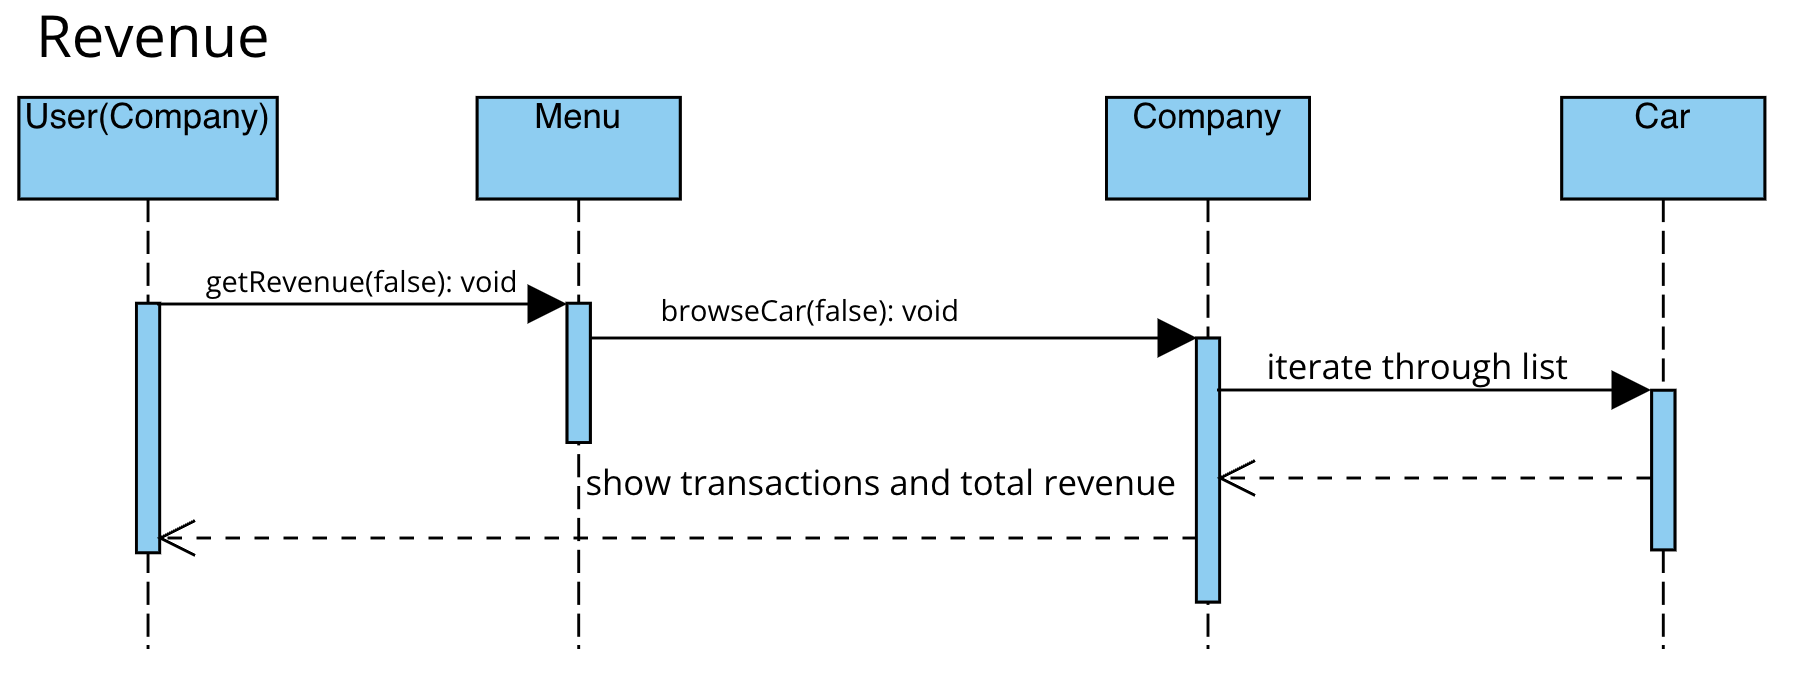 Revenue
User(Company)
Menu
Company
Car
getRevenue(false): void
browseCar(false): void
iterate through list
show transactions and total revenue